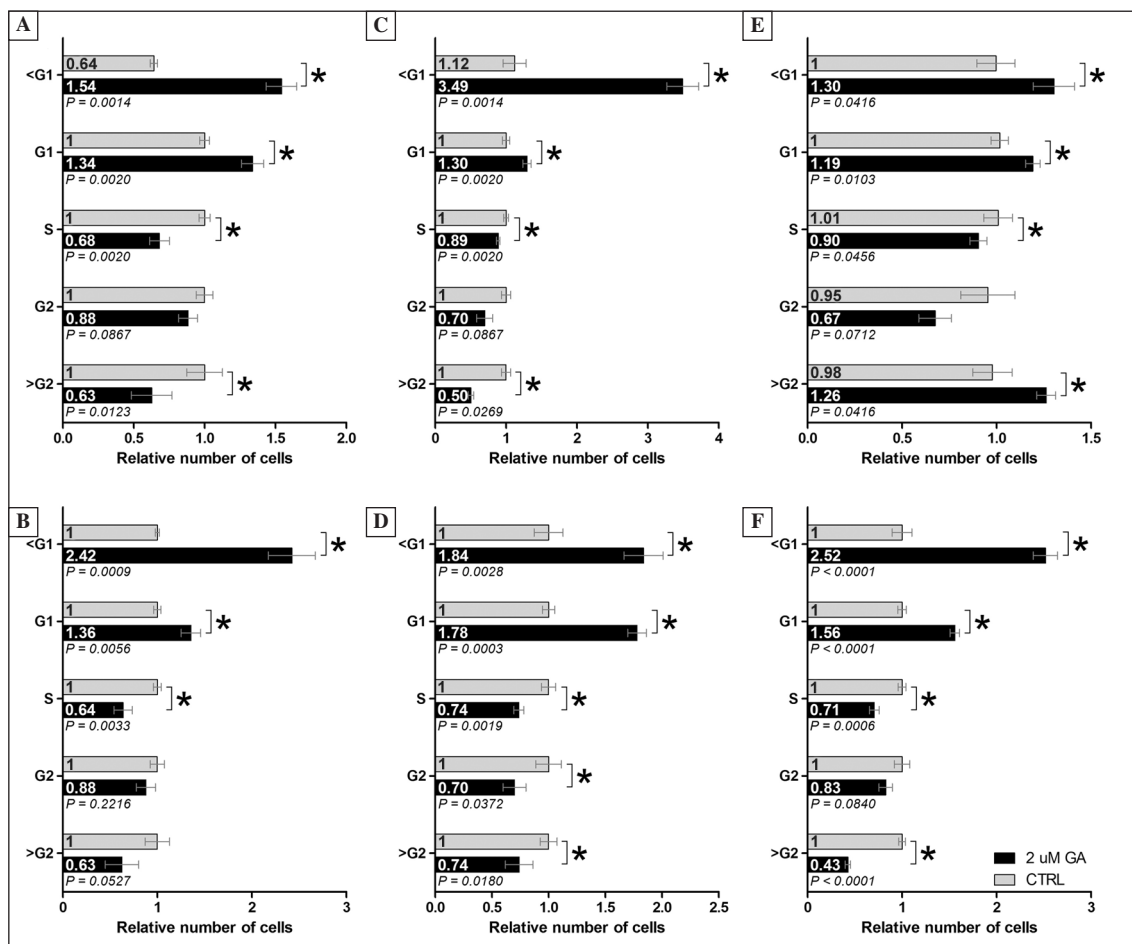 A
<G1
0.64
1.54
*
P = 0.0014
G1
1
1.34
*
P = 0.0020
S
1
0.68
*
P = 0.0020
G2
1
0.88
P = 0.0867
>G2
1
0.63
*
P = 0.0123
0.0 0.5 1.0 1.5 2.0
Relative number of cells
C
<G1
1.12
3.49
*
P = 0.0014
G1
1
1.30
*
P = 0.0020
S
1
0.89
*
P = 0.0020
G2
1
0.70
P = 0.0867
>G2
1
0.50
*
P = 0.0269
0 1 2 3 4
Relative number of cells
E
<G1
1
1.30
*
P = 0.0416
G1
1
1.19
*
P = 0.0103
S
1.01
0.90
*
P = 0.0456
G2
0.95
0.67
P = 0.0712
>G2
0.98
1.26
*
P = 0.0416
0.0 0.5 1.0 1.5
Relative number of cells
B
<G1
1
2.42
*
P = 0.0009
G1
1
1.36
*
P = 0.0056
S
1
0.64
*
P = 0.0033
G2
1
0.88
P = 0.2216
>G2
1
0.63
P = 0.0527
0 1 2 3
Relative number of cells
D
<G1
1
1.84
*
P = 0.0028
G1
1
1.78
*
P = 0.0003
S
1
0.74
*
P = 0.0019
G2
1
0.70
*
P = 0.0372
>G2
1
0.74
*
P = 0.0180
0.0 0.5 1.0 1.5 2.0 2.5
Relative number of cells
F
<G1
1
2.52
*
P < 0.0001
G1
1
1.56
*
P < 0.0001
S
1
0.71
*
P = 0.0006
G2
1
0.83
P = 0.0840
>G2
1
0.43
*
P < 0.0001
0 1 2 3
Relative number of cells
2 uM GA
CTRL